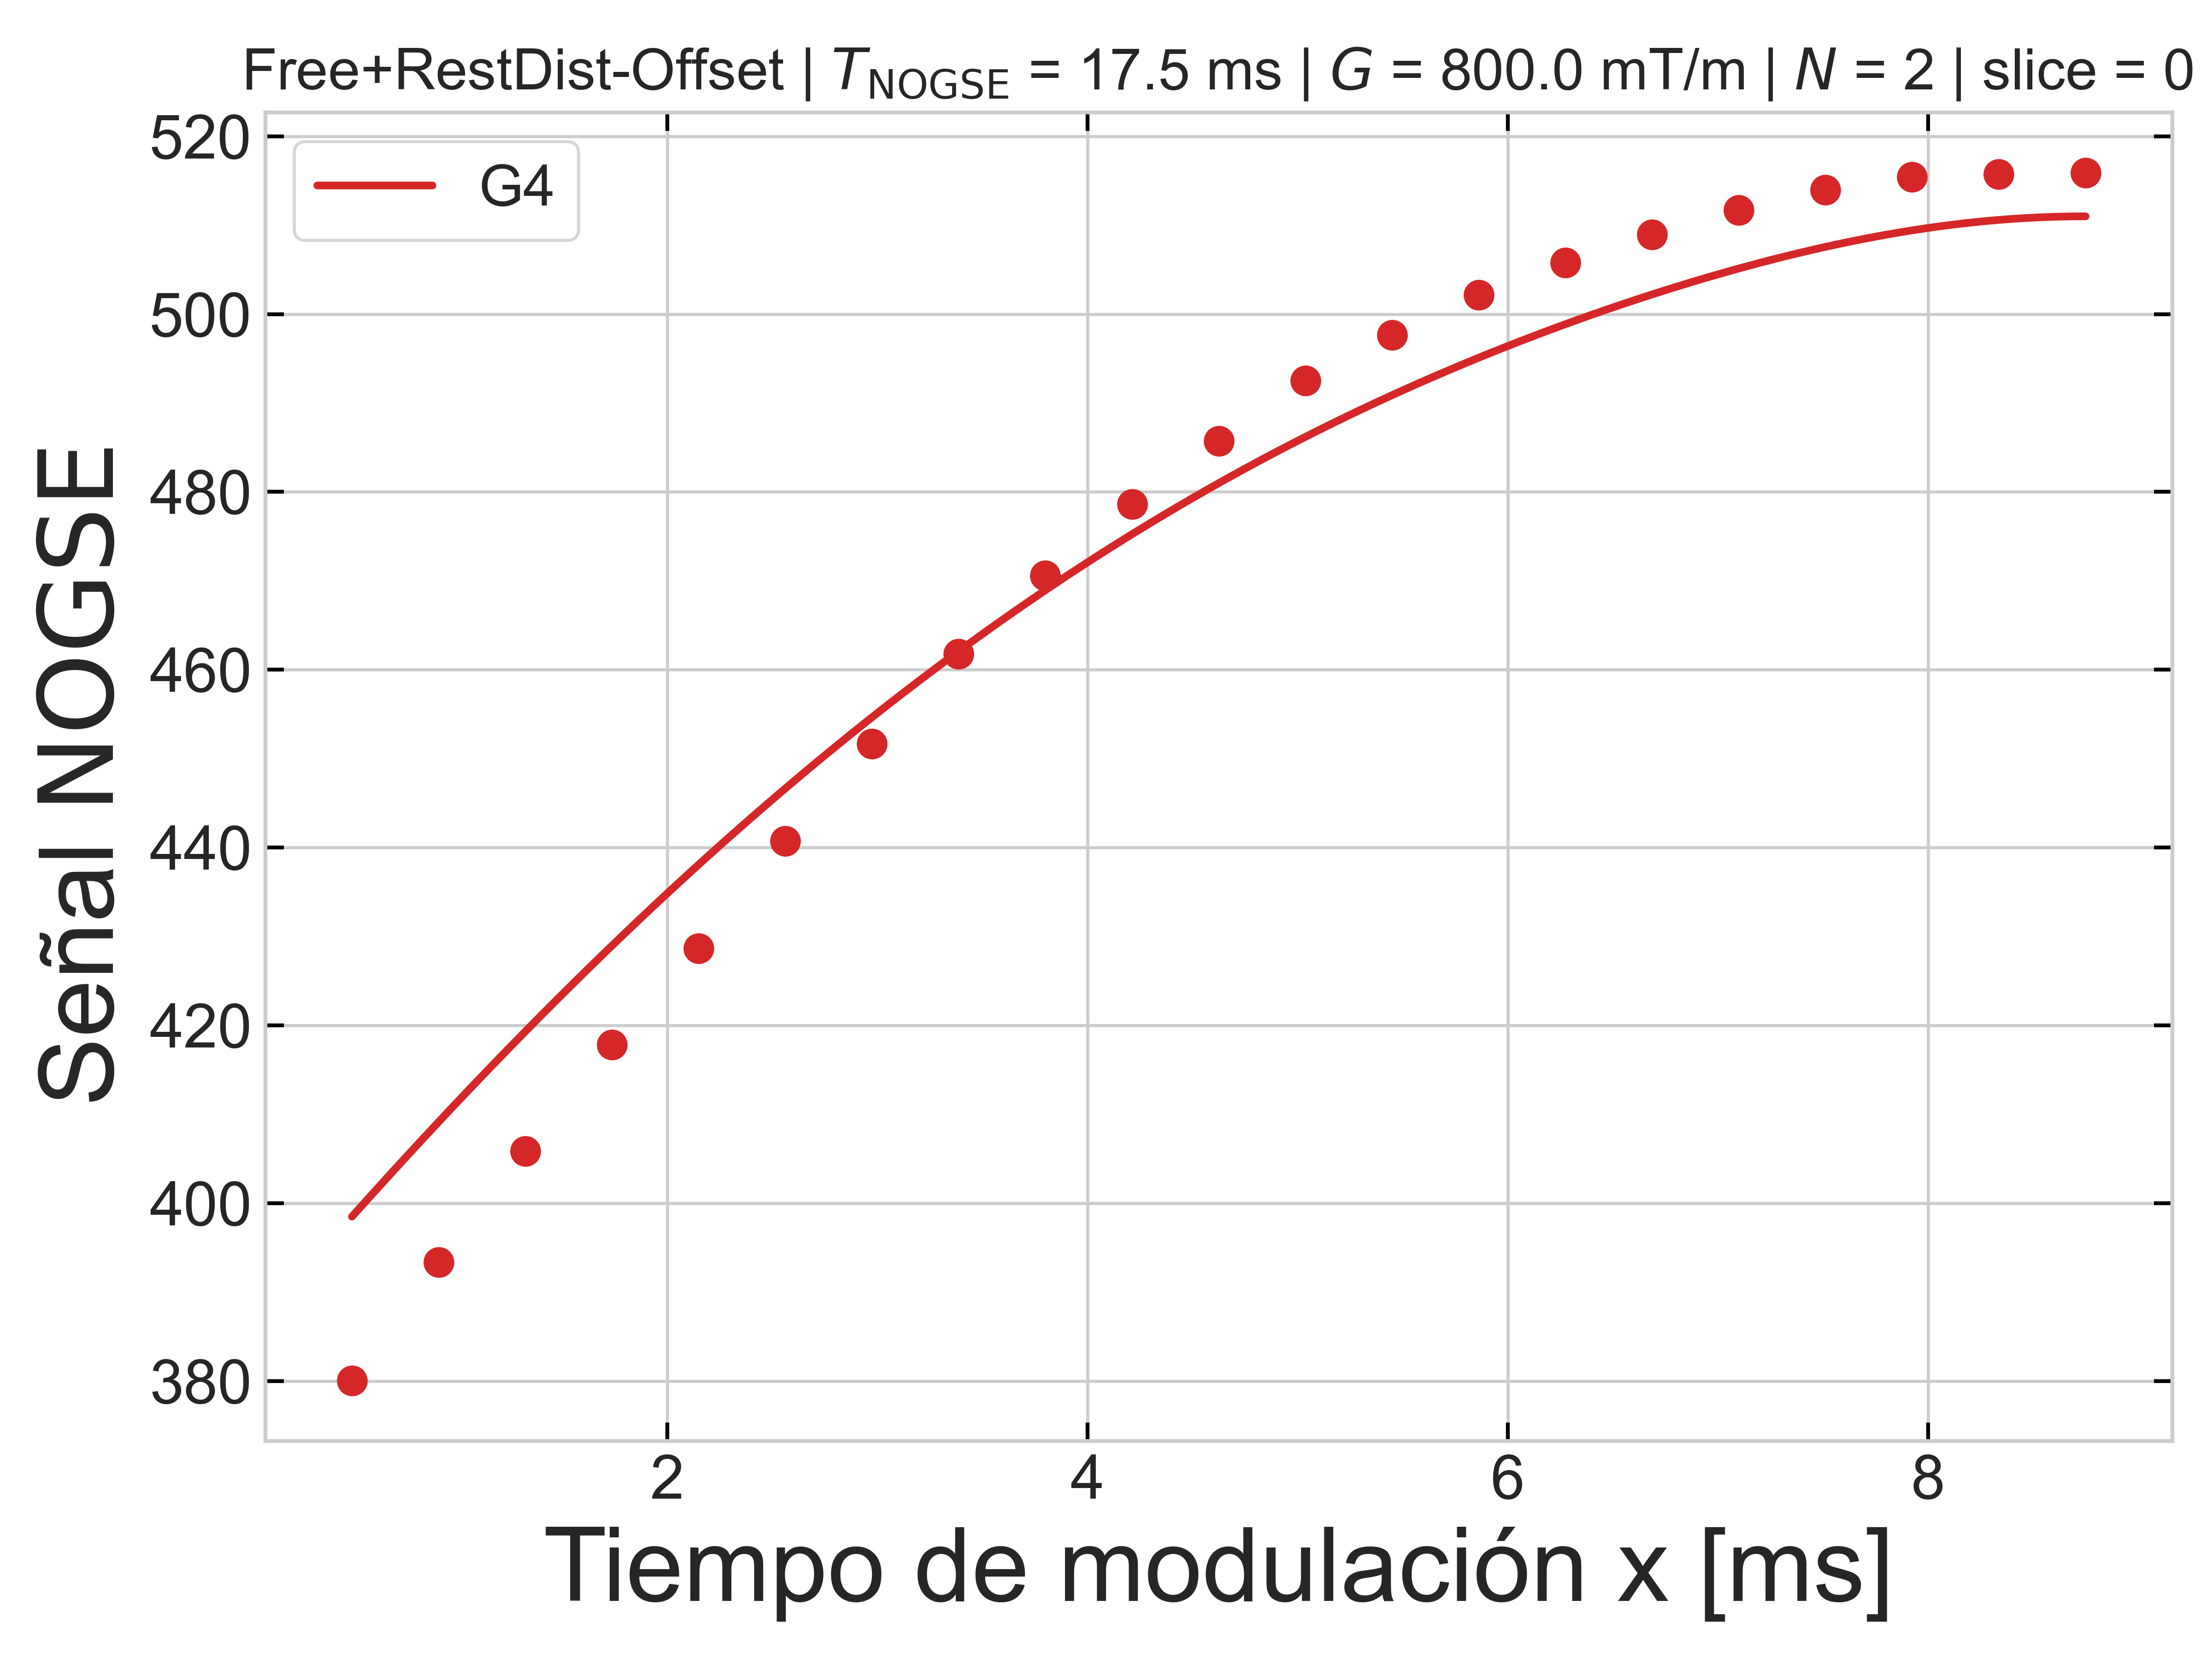 Free+RestDist-Offset | T_NOGSE = 17.5 ms | G = 800.0 mT/m | N = 2 | slice = 0
G4
520
500
480
460
440
420
400
380
Señal NOGSE
2 4 6 8
Tiempo de modulación x [ms]